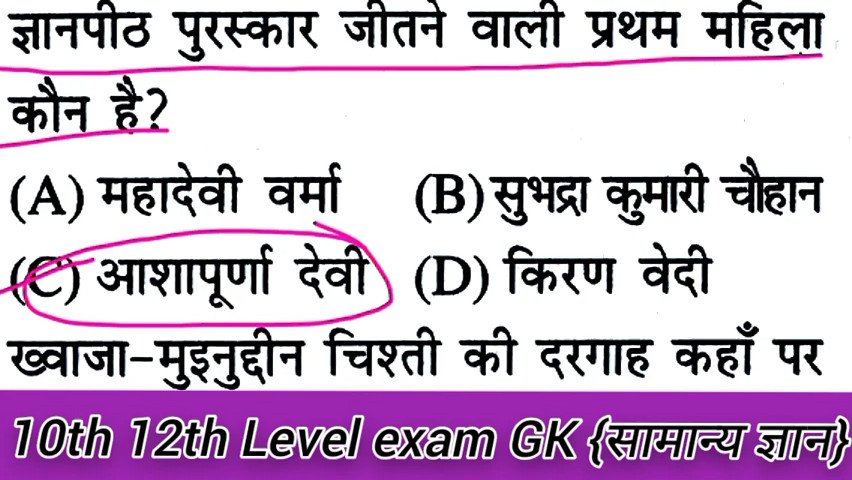 ज्ञानपीठ पुरस्कार जीतने वाली प्रथम महिला
कौन है?
(A) महादेवी वर्मा (B) सुभद्रा कुमारी चौहान
(C) आशापूर्णा देवी (D) किरण वेदी
ख्वाजा-मुइनुद्दीन चिश्ती की दरगाह कहाँ पर
10th 12th Level exam GK {सामान्य ज्ञान}